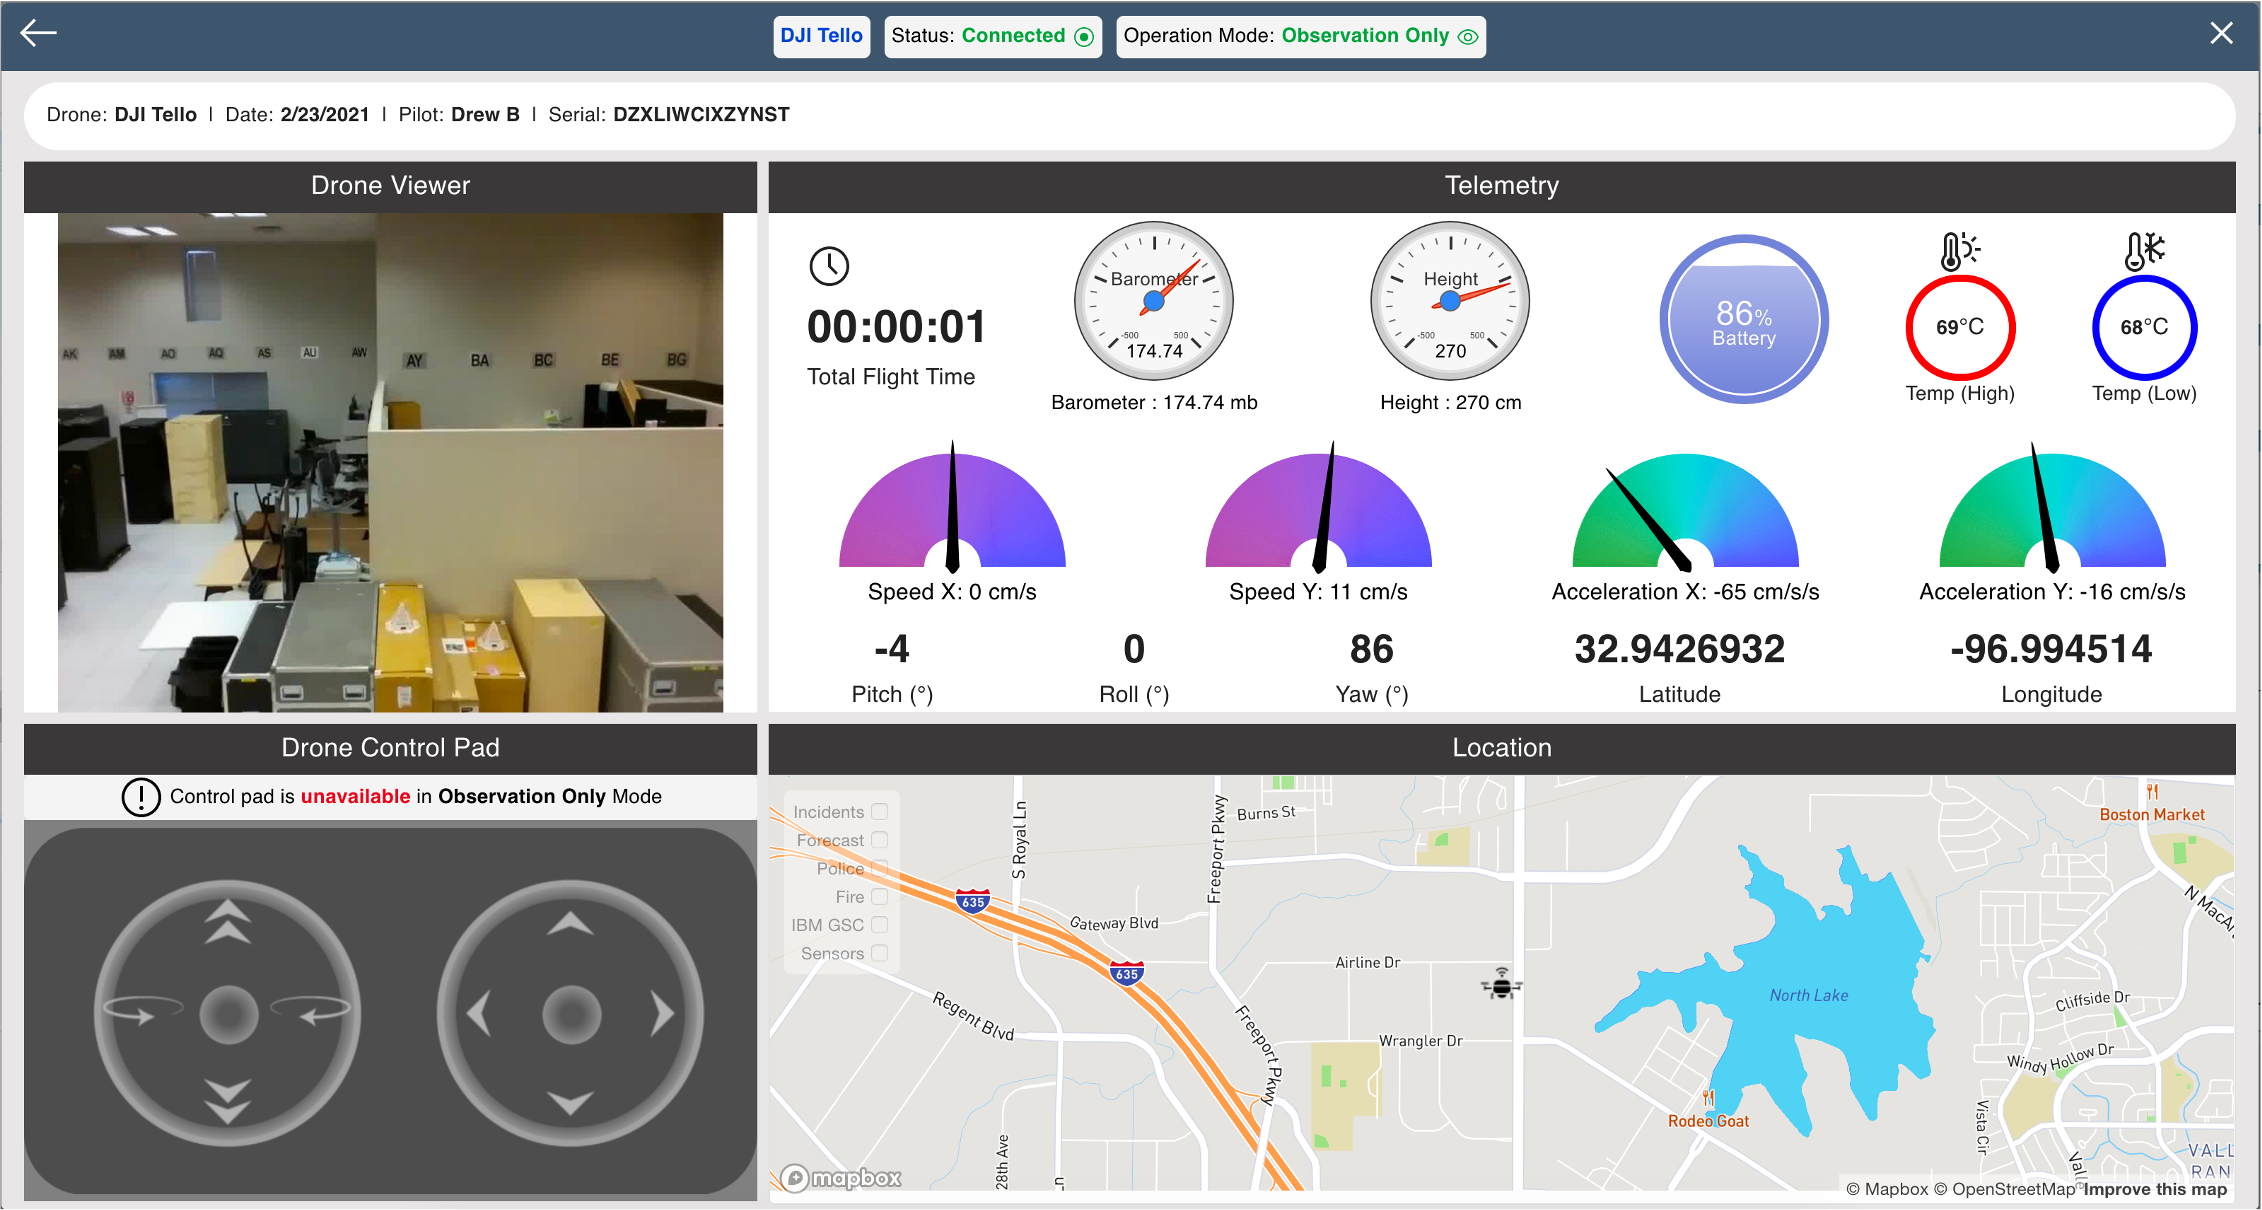 DJI Tello
Status: Connected
Operation Mode: Observation Only
Drone: DJI Tello | Date: 2/23/2021 | Pilot: Drew B | Serial: DZXLIWCIXZYNST
Drone Viewer
AK AM AO AQ AS AU AW AY BA BC BE BG
Telemetry
00:00:01
Total Flight Time
Barometer
-500 500
174.74
Barometer : 174.74 mb
Height
-500 500
270
Height : 270 cm
86%
Battery
69°C
Temp (High)
68°C
Temp (Low)
Speed X: 0 cm/s
Speed Y: 11 cm/s
Acceleration X: -65 cm/s/s
Acceleration Y: -16 cm/s/s
-4
Pitch (°)
0
Roll (°)
86
Yaw (°)
32.9426932
Latitude
-96.994514
Longitude
Drone Control Pad
Control pad is unavailable in Observation Only Mode
Location
Incidents
Forecast
Police
Fire
IBM GSC
Sensors
S Royal Ln
Freeport Pkwy
Burns St
Boston Market
635
Gateway Blvd
635
Airline Dr
N MacAr
Regent Blvd
Freeport Pkwy
Wrangler Dr
North Lake
Cliffside Dr
Windy Hollow Dr
Rodeo Goat
Vista Cir
28th Ave
Ln
Valle
VALL
RAN
mapbox
© Mapbox © OpenStreetMap Improve this map